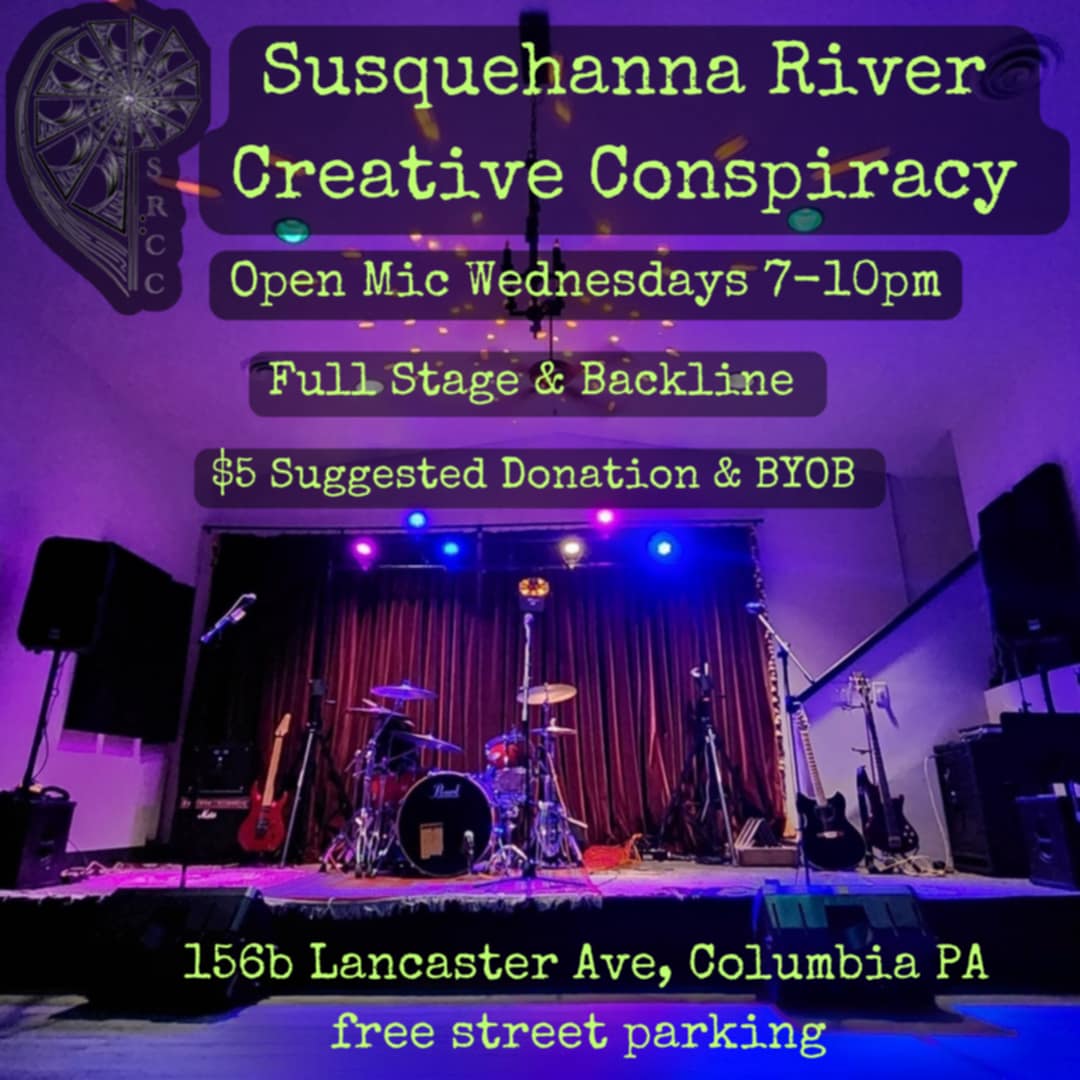 Susquehanna River
Creative Conspiracy
S
R
C
C
Open Mic Wednesdays 7-10pm
Full Stage & Backline
$5 Suggested Donation & BYOB
Pearl
156b Lancaster Ave, Columbia PA
free street parking